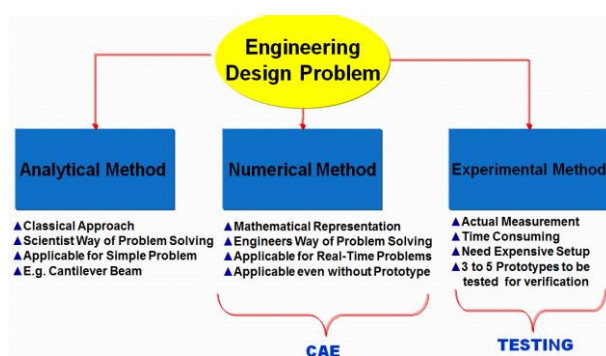 Engineering
Design Problem
Analytical Method
▲Classical Approach
▲Scientist Way of Problem Solving
▲Applicable for Simple Problem
▲E.g. Cantilever Beam
Numerical Method
▲Mathematical Representation
▲Engineers Way of Problem Solving
▲Applicable for Real-Time Problems
▲Applicable even without Prototype
CAE
Experimental Method
▲Actual Measurement
▲Time Consuming
▲Need Expensive Setup
▲3 to 5 Prototypes to be
tested for verification
TESTING